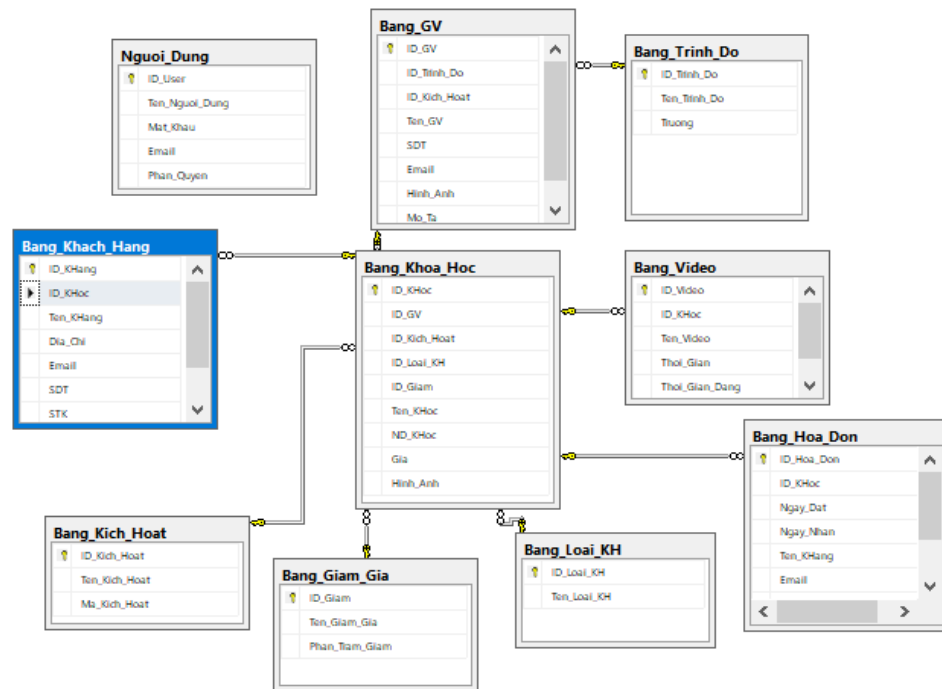 Nguoi_Dung
ID_User
Ten_Nguoi_Dung
Mat_Khau
Email
Phan_Quyen
Bang_GV
ID_GV
ID_Trinh_Do
ID_Kich_Hoat
Ten_GV
SDT
Email
Hinh_Anh
Mo_Ta
Bang_Trinh_Do
ID_Trinh_Do
Ten_Trinh_Do
Truong
Bang_Khach_Hang
ID_KHang
ID_KHoc
Ten_KHang
Dia_Chi
Email
SDT
STK
Bang_Khoa_Hoc
ID_KHoc
ID_GV
ID_Kich_Hoat
ID_Loai_KH
ID_Giam
Ten_KHoc
ND_KHoc
Gia
Hinh_Anh
Bang_Video
ID_Video
ID_KHoc
Ten_Video
Thoi_Gian
Thoi_Gian_Dang
Bang_Hoa_Don
ID_Hoa_Don
ID_KHoc
Ngay_Dat
Ngay_Nhan
Ten_KHang
Email
Bang_Kich_Hoat
ID_Kich_Hoat
Ten_Kich_Hoat
Ma_Kich_Hoat
Bang_Giam_Gia
ID_Giam
Ten_Giam_Gia
Phan_Tram_Giam
Bang_Loai_KH
ID_Loai_KH
Ten_Loai_KH